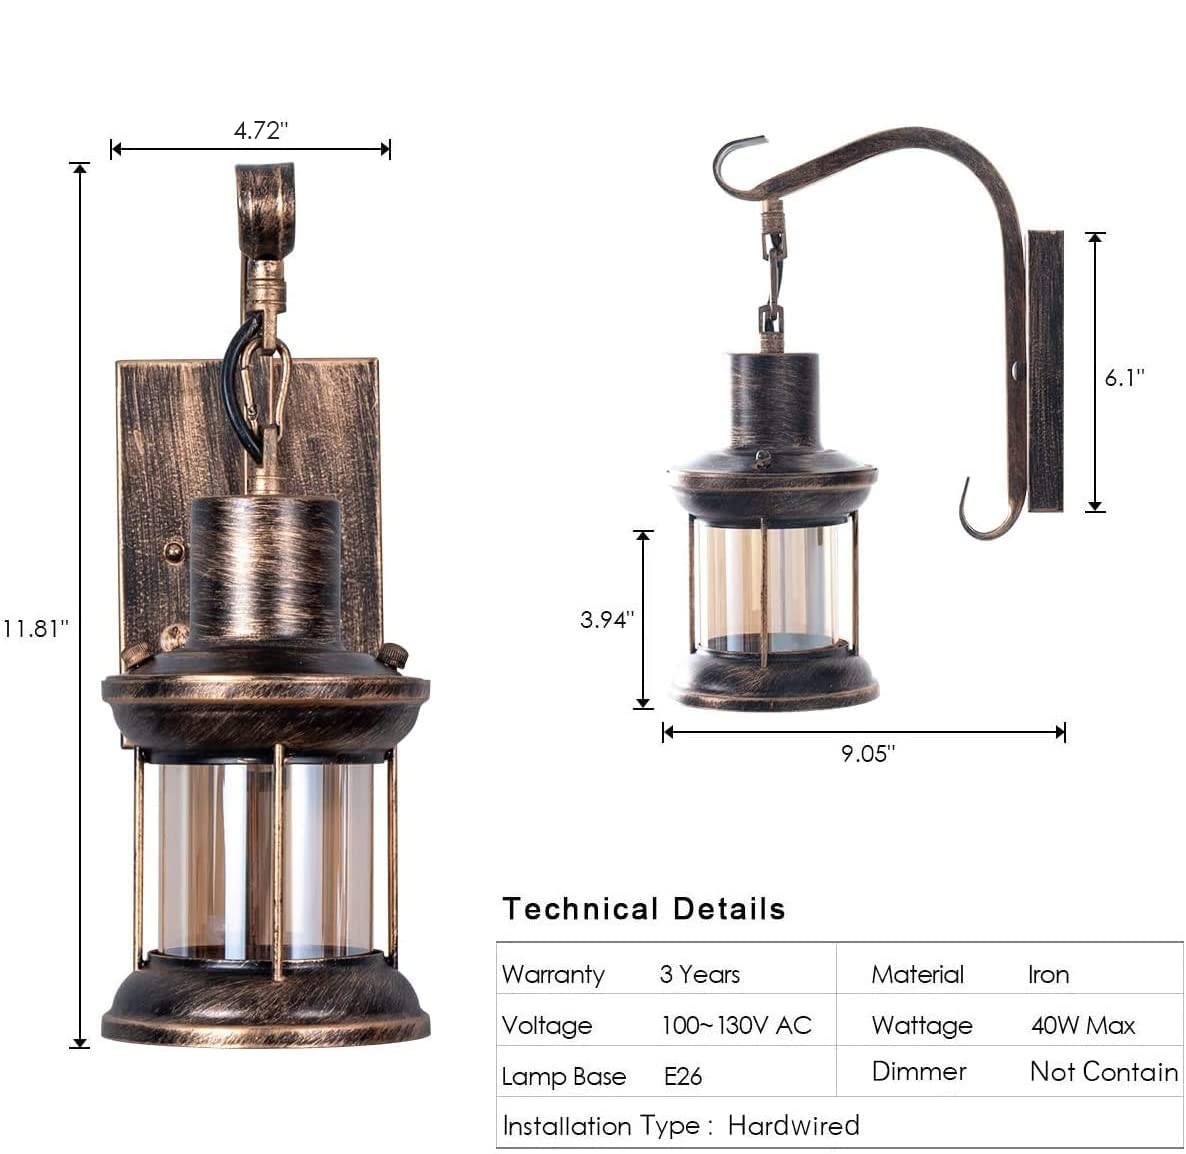 4.72"
11.81"
6.1"
3.94"
9.05"
Technical Details
Warranty 3 Years Material Iron
Voltage 100~130V AC Wattage 40W Max
Lamp Base E26 Dimmer Not Contain
Installation Type : Hardwired